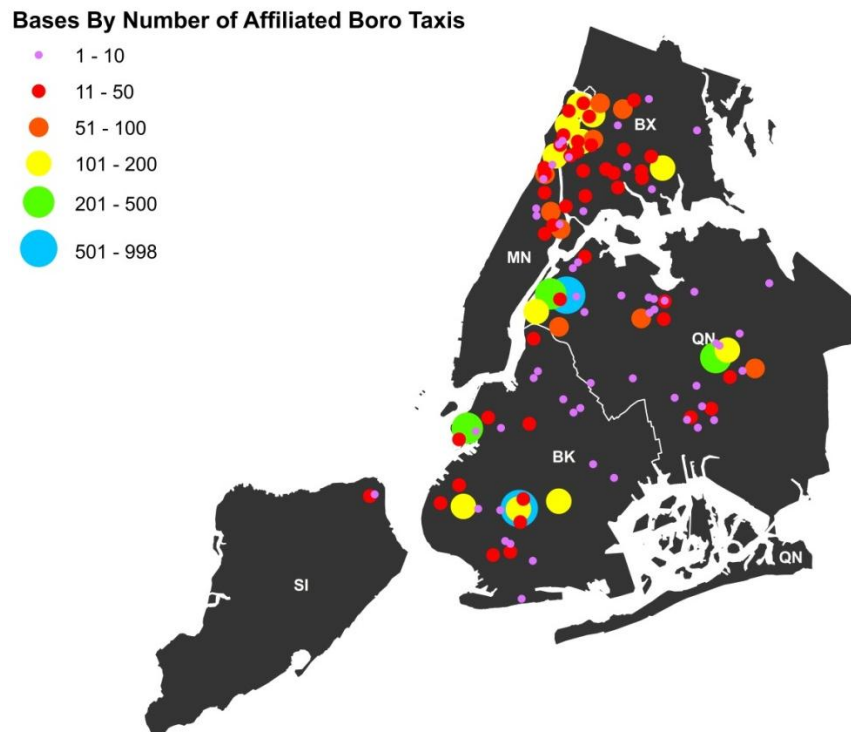 Bases By Number of Affiliated Boro Taxis
1 - 10
11 - 50
51 - 100
101 - 200
201 - 500
501 - 998
BX
MN
QN
BK
QN
SI